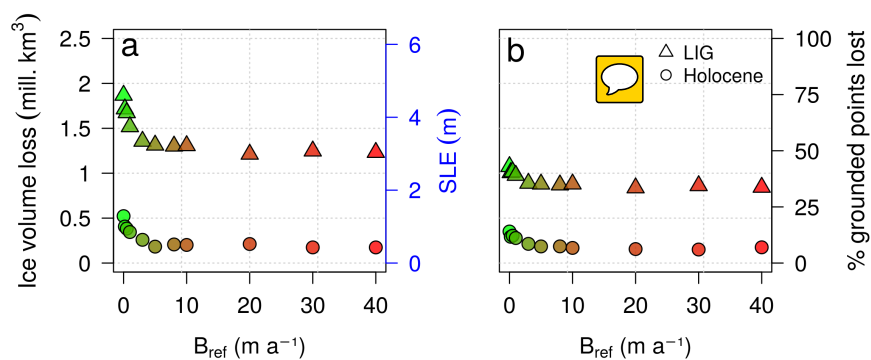 a
Ice volume loss (mill. km³)
2.5
2
1.5
1
0.5
0
6
4
2
0
SLE (m)
0 10 20 30 40
B_ref (m a⁻¹)
b
LIG
Holocene
100
75
50
25
0
% grounded points lost
0 10 20 30 40
B_ref (m a⁻¹)